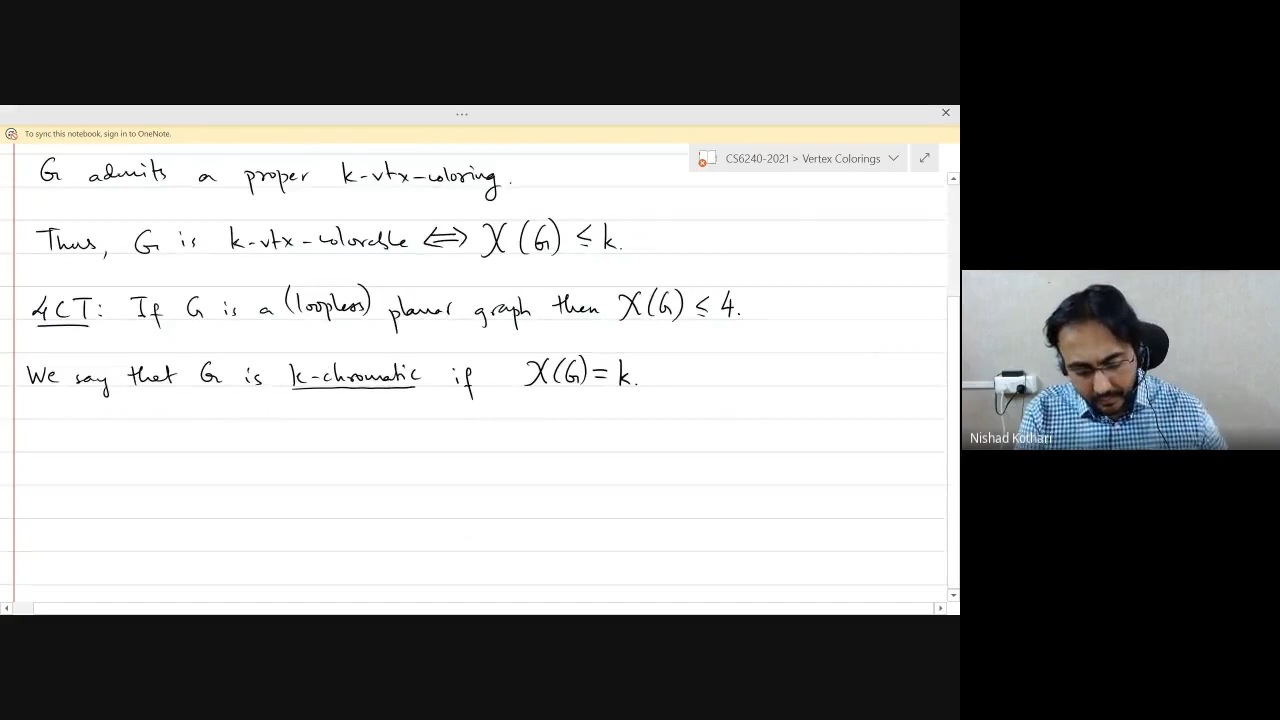 To sync this notebook, sign in to OneNote.
CS6240-2021 > Vertex Colorings
G admits a proper k-vtx-coloring.
Thus, G is k-vtx-colorable ⟺ χ(G) ≤ k.
4CT: If G is a (loopless) planar graph then χ(G) ≤ 4.
We say that G is k-chromatic if χ(G) = k.
Nishad Kothari